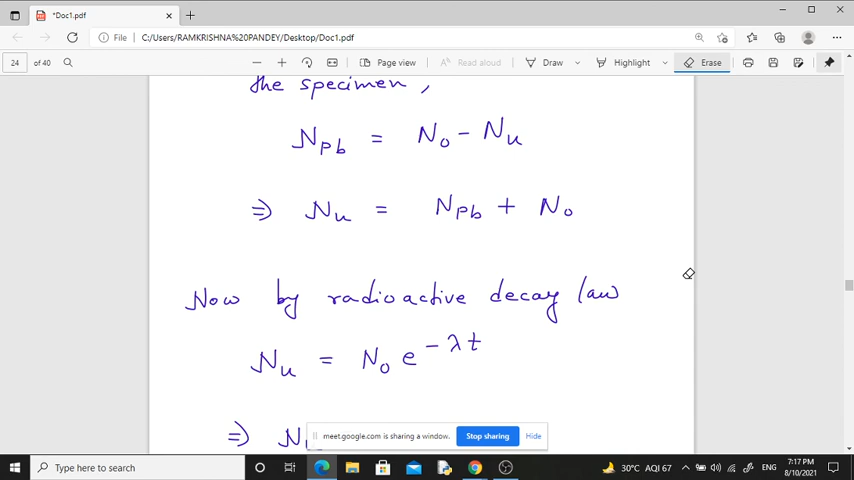 *Doc1.pdf
File C:/Users/RAMKRISHNA%20PANDEY/Desktop/Doc1.pdf
24 of 40 Page view Read aloud Draw Highlight Erase
the specimen,
N_Pb = N_0 - N_u
⇒ N_u = N_Pb + N_0
Now by radioactive decay law
N_u = N_0 e^{-λt}
⇒ N
meet.google.com is sharing a window. Stop sharing Hide
Type here to search
30°C AQI 67
ENG
7:17 PM
8/10/2021